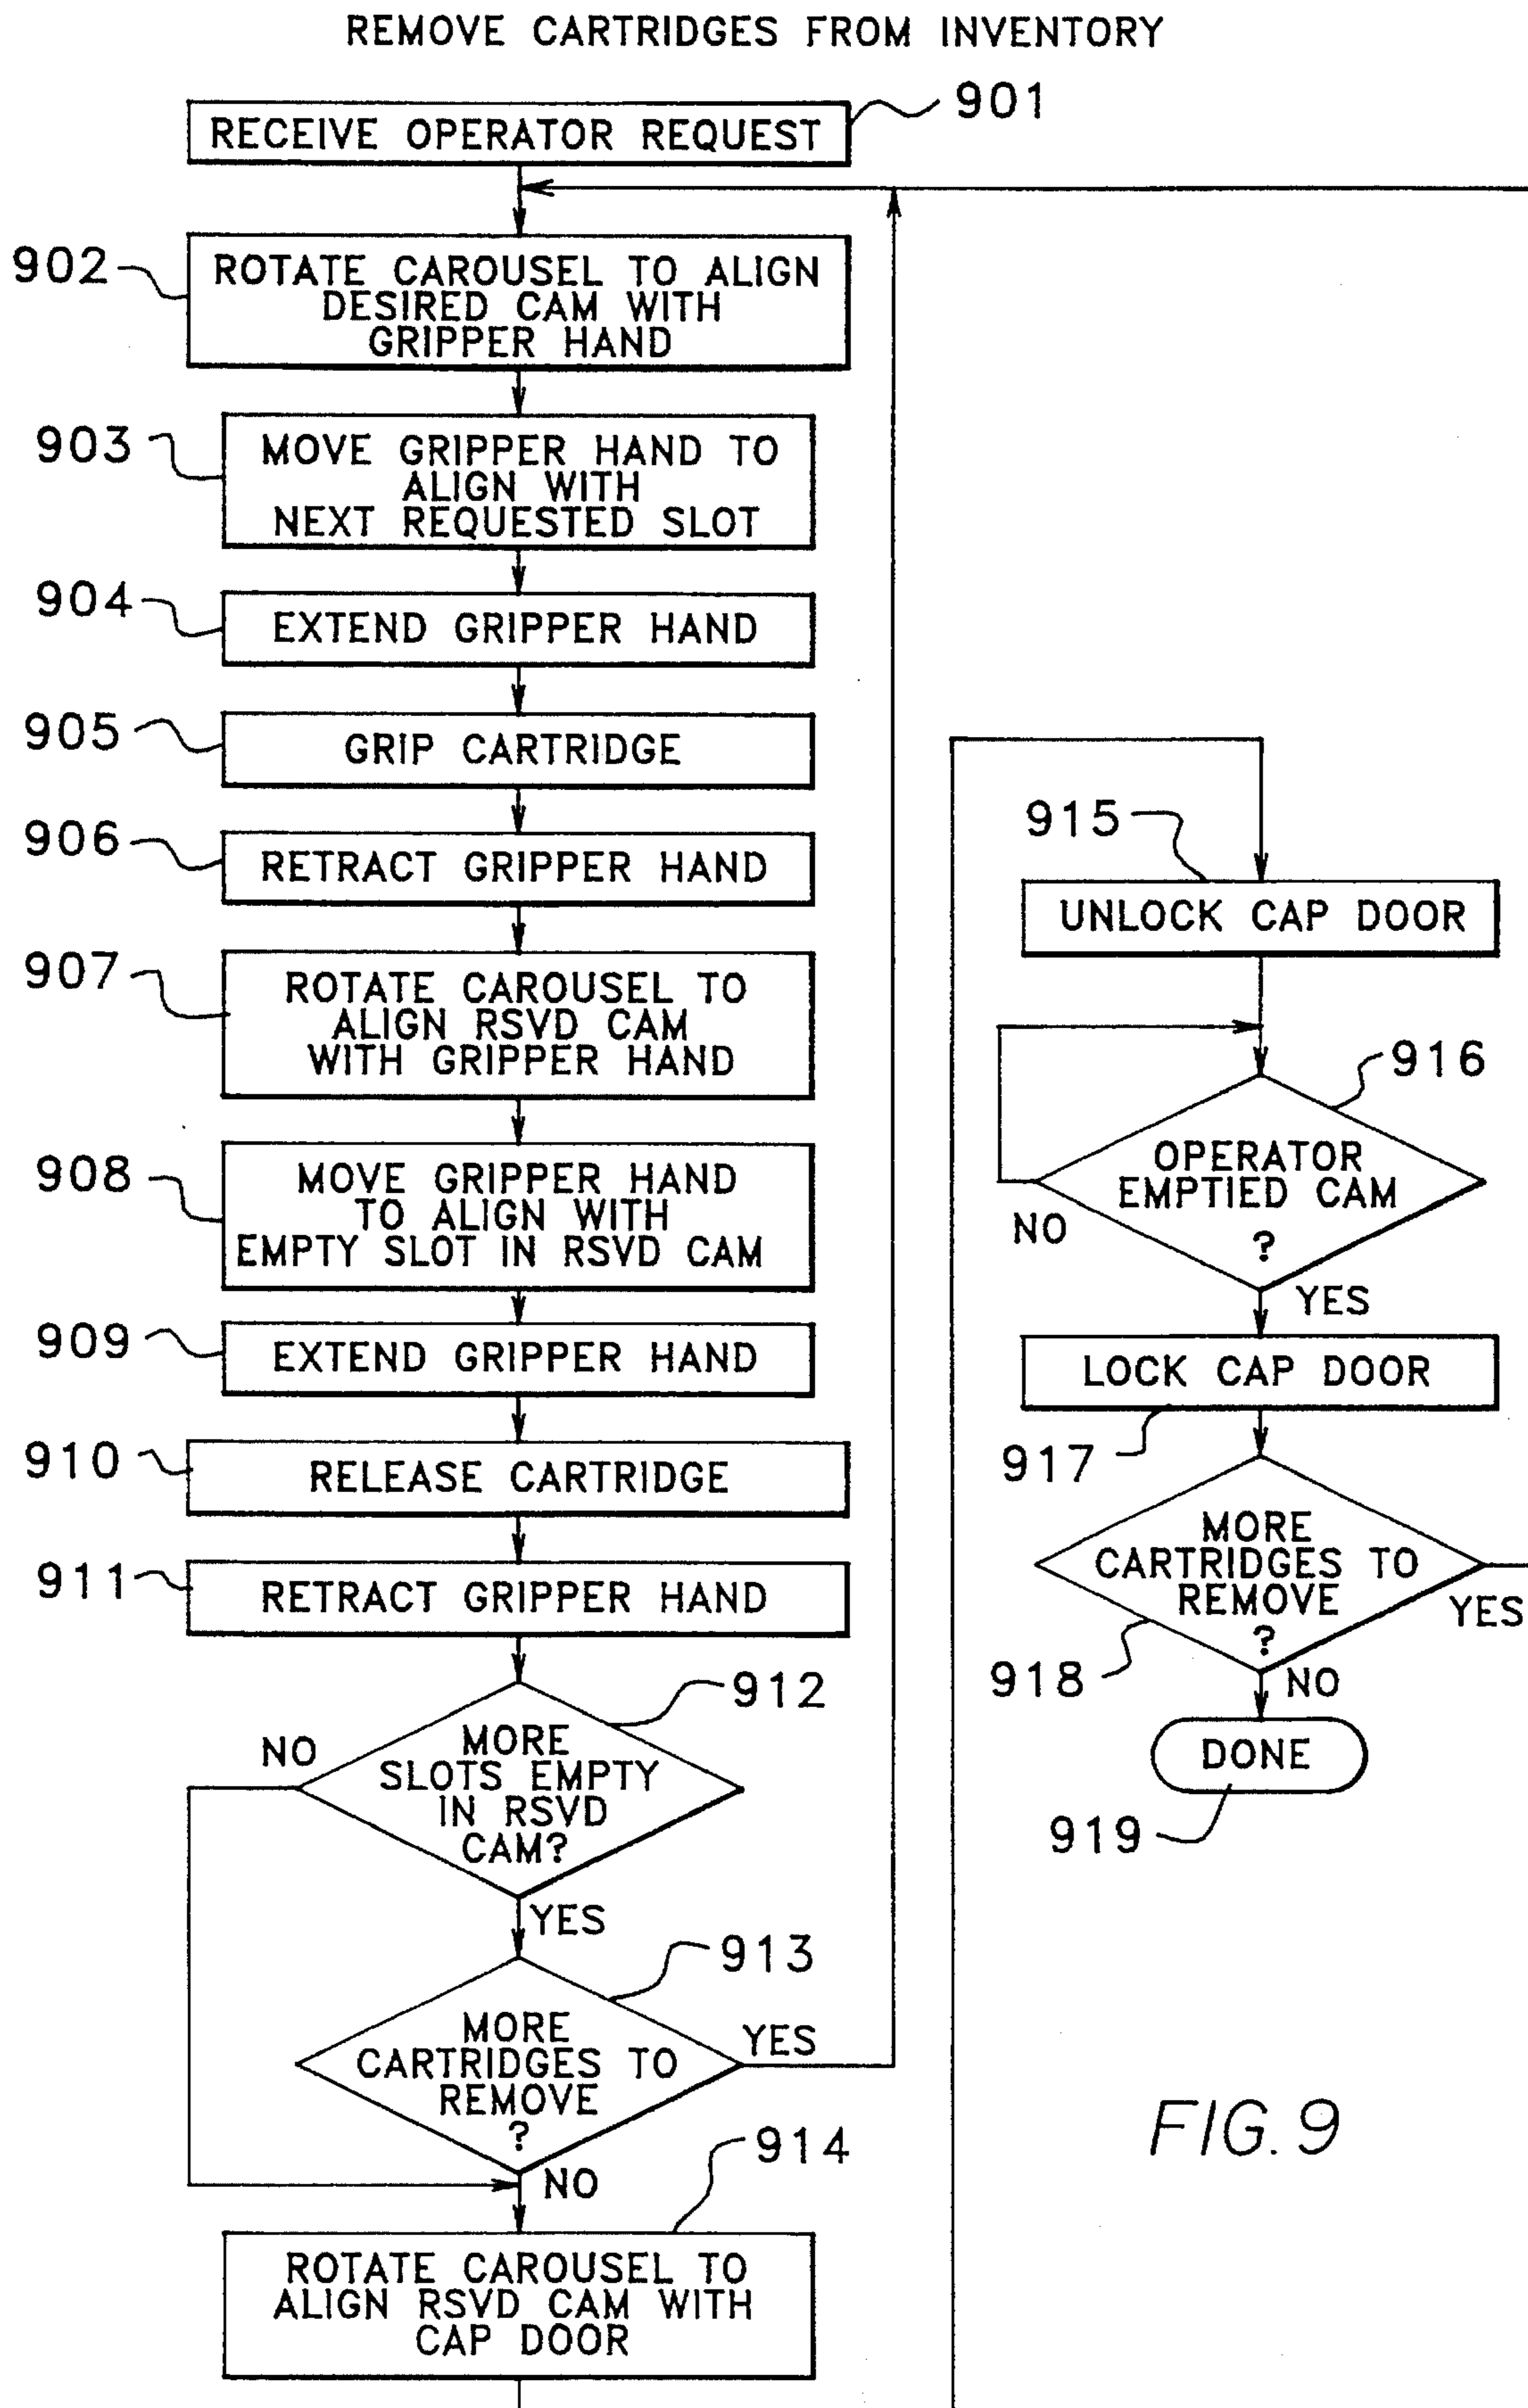 REMOVE CARTRIDGES FROM INVENTORY
901
RECEIVE OPERATOR REQUEST
902
ROTATE CAROUSEL TO ALIGN
DESIRED CAM WITH
GRIPPER HAND
903
MOVE GRIPPER HAND TO
ALIGN WITH
NEXT REQUESTED SLOT
904
EXTEND GRIPPER HAND
905
GRIP CARTRIDGE
906
RETRACT GRIPPER HAND
907
ROTATE CAROUSEL TO
ALIGN RSVD CAM
WITH GRIPPER HAND
908
MOVE GRIPPER HAND
TO ALIGN WITH
EMPTY SLOT IN RSVD CAM
909
EXTEND GRIPPER HAND
910
RELEASE CARTRIDGE
911
RETRACT GRIPPER HAND
912
NO
MORE
SLOTS EMPTY
IN RSVD
CAM?
YES
913
MORE
CARTRIDGES TO
REMOVE
?
YES
NO
914
ROTATE CAROUSEL TO
ALIGN RSVD CAM WITH
CAP DOOR
915
UNLOCK CAP DOOR
916
OPERATOR
EMPTIED CAM
?
NO
YES
LOCK CAP DOOR
917
MORE
CARTRIDGES TO
REMOVE
?
YES
918
NO
DONE
919
FIG. 9